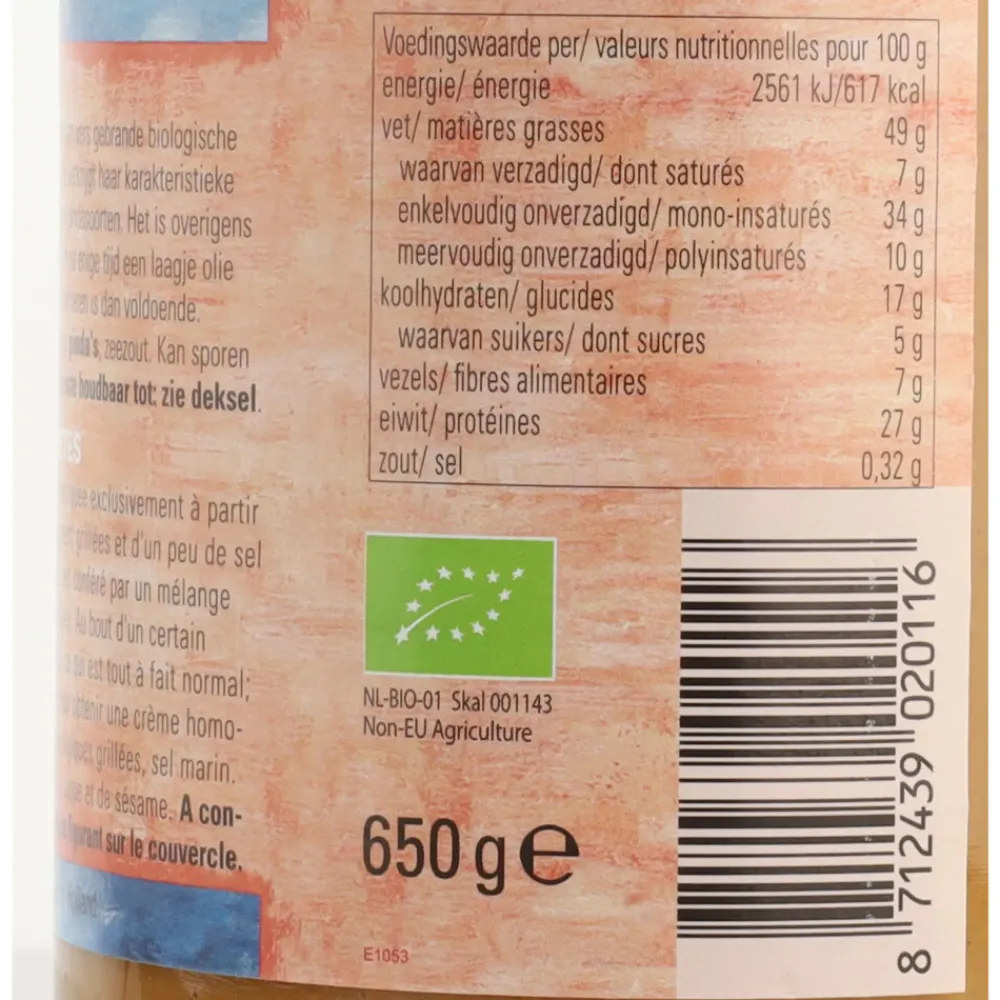 gebrande biologische
haar karakteristieke
Het is overigens
tijd een laagje olie
is dan voldoende.
zeezout. Kan sporen
houdbaar tot: zie deksel.
exclusivement à partir
grillées et d'un peu de sel
conféré par un mélange
Au bout d'un certain
est tout à fait normal;
obtenir une crème homo-
grillées, sel marin.
et de sésame. A con-
figurant sur le couvercle.
Voedingswaarde per/ valeurs nutritionnelles pour 100 g
energie/ énergie 2561 kJ/617 kcal
vet/ matières grasses 49 g
waarvan verzadigd/ dont saturés 7 g
enkelvoudig onverzadigd/ mono-insaturés 34 g
meervoudig onverzadigd/ polyinsaturés 10 g
koolhydraten/ glucides 17 g
waarvan suikers/ dont sucres 5 g
vezels/ fibres alimentaires 7 g
eiwit/ protéines 27 g
zout/ sel 0,32 g
NL-BIO-01 Skal 001143
Non-EU Agriculture
650 g e
E1053
8 712439 020116